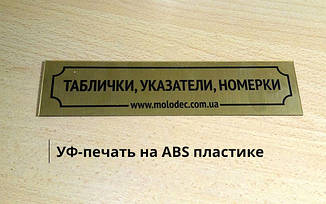 ТАБЛИЧКИ, УКАЗАТЕЛИ, НОМЕРКИ
www.molodec.com.ua
УФ-печать на ABS пластике